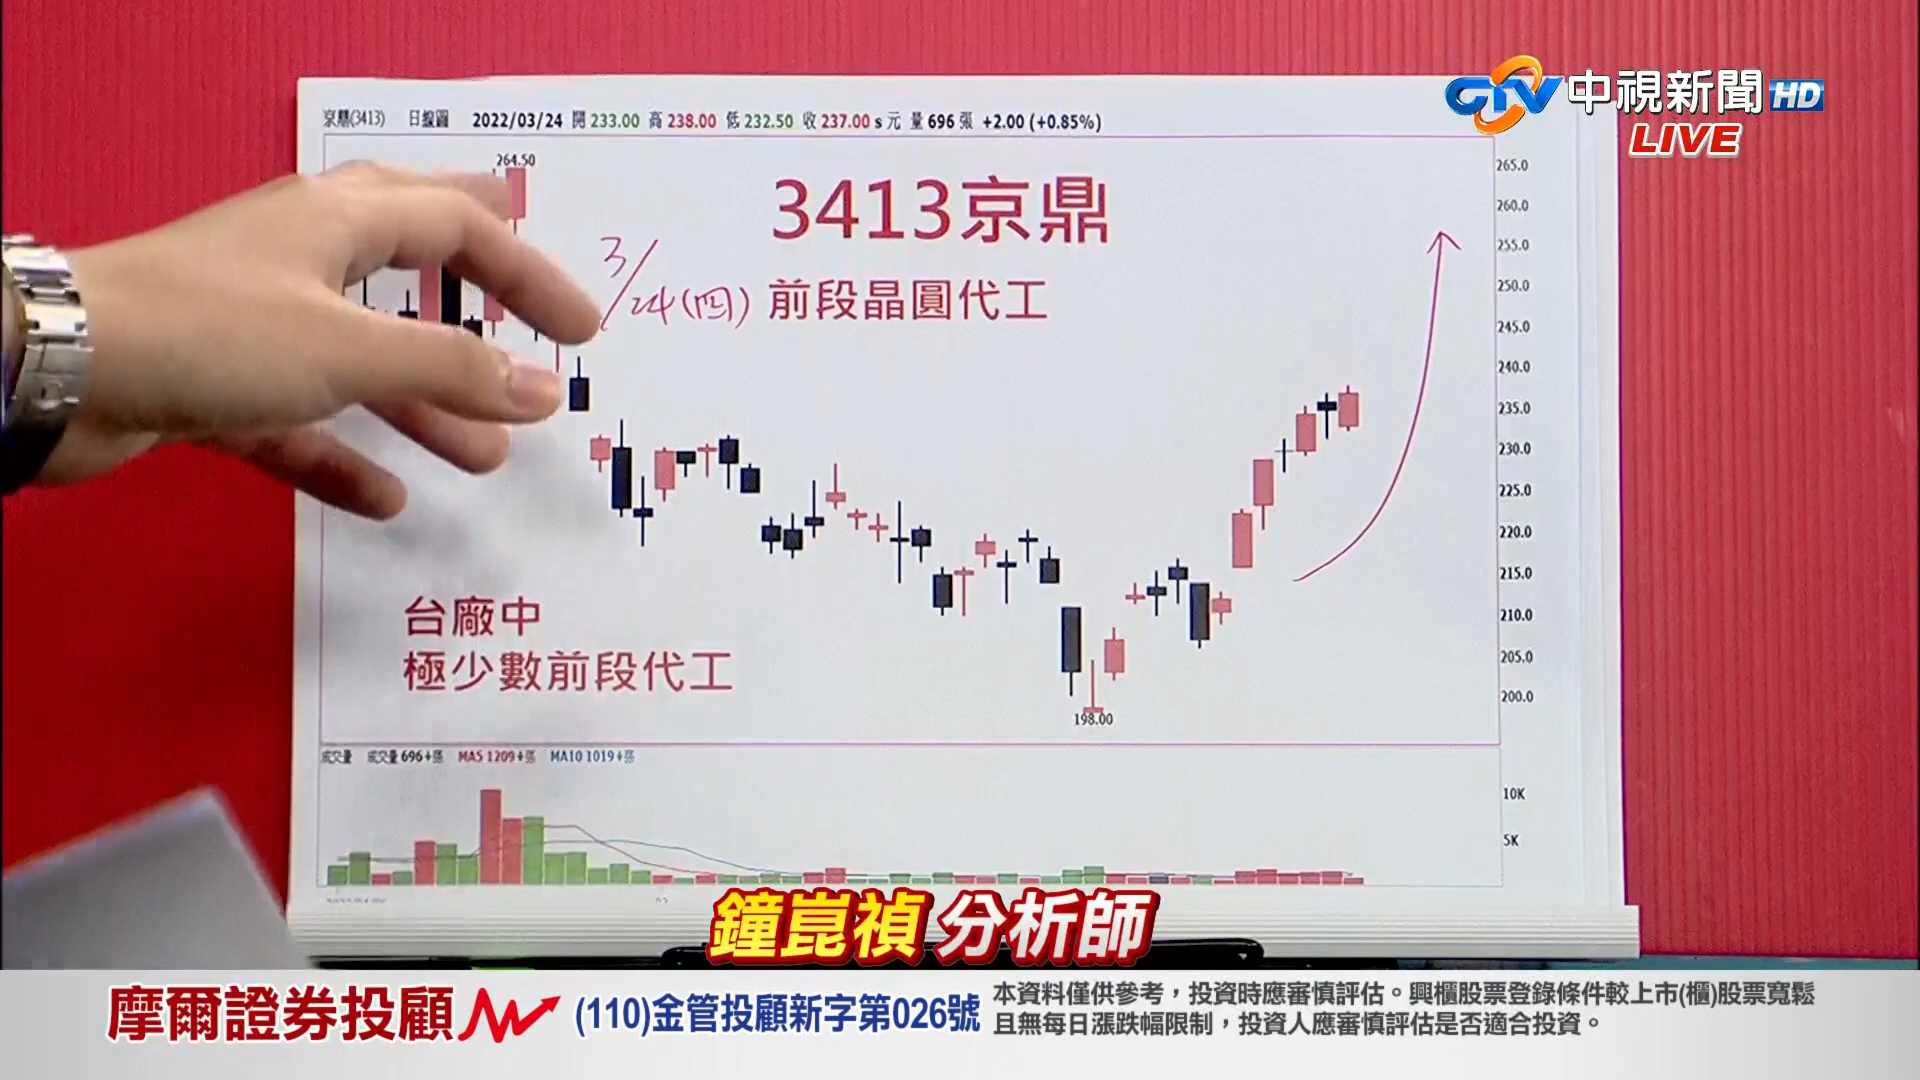 CTV 中視新聞 HD
LIVE
京鼎(3413) 日線圖 2022/03/24 開 233.00 高 238.00 低 232.50 收 237.00 s 元 量 696 張 +2.00 (+0.85%)
264.50
3413京鼎
3/24(四)
前段晶圓代工
265.0
260.0
255.0
250.0
245.0
240.0
235.0
230.0
225.0
220.0
215.0
210.0
205.0
200.0
台廠中
極少數前段代工
198.00
成交量 成交量 696↓張 MA5 1209↓張 MA10 1019↓張
10K
5K
鐘崑禎 分析師
摩爾證券投顧
(110)金管投顧新字第026號
本資料僅供參考，投資時應審慎評估。興櫃股票登錄條件較上市(櫃)股票寬鬆
且無每日漲跌幅限制，投資人應審慎評估是否適合投資。